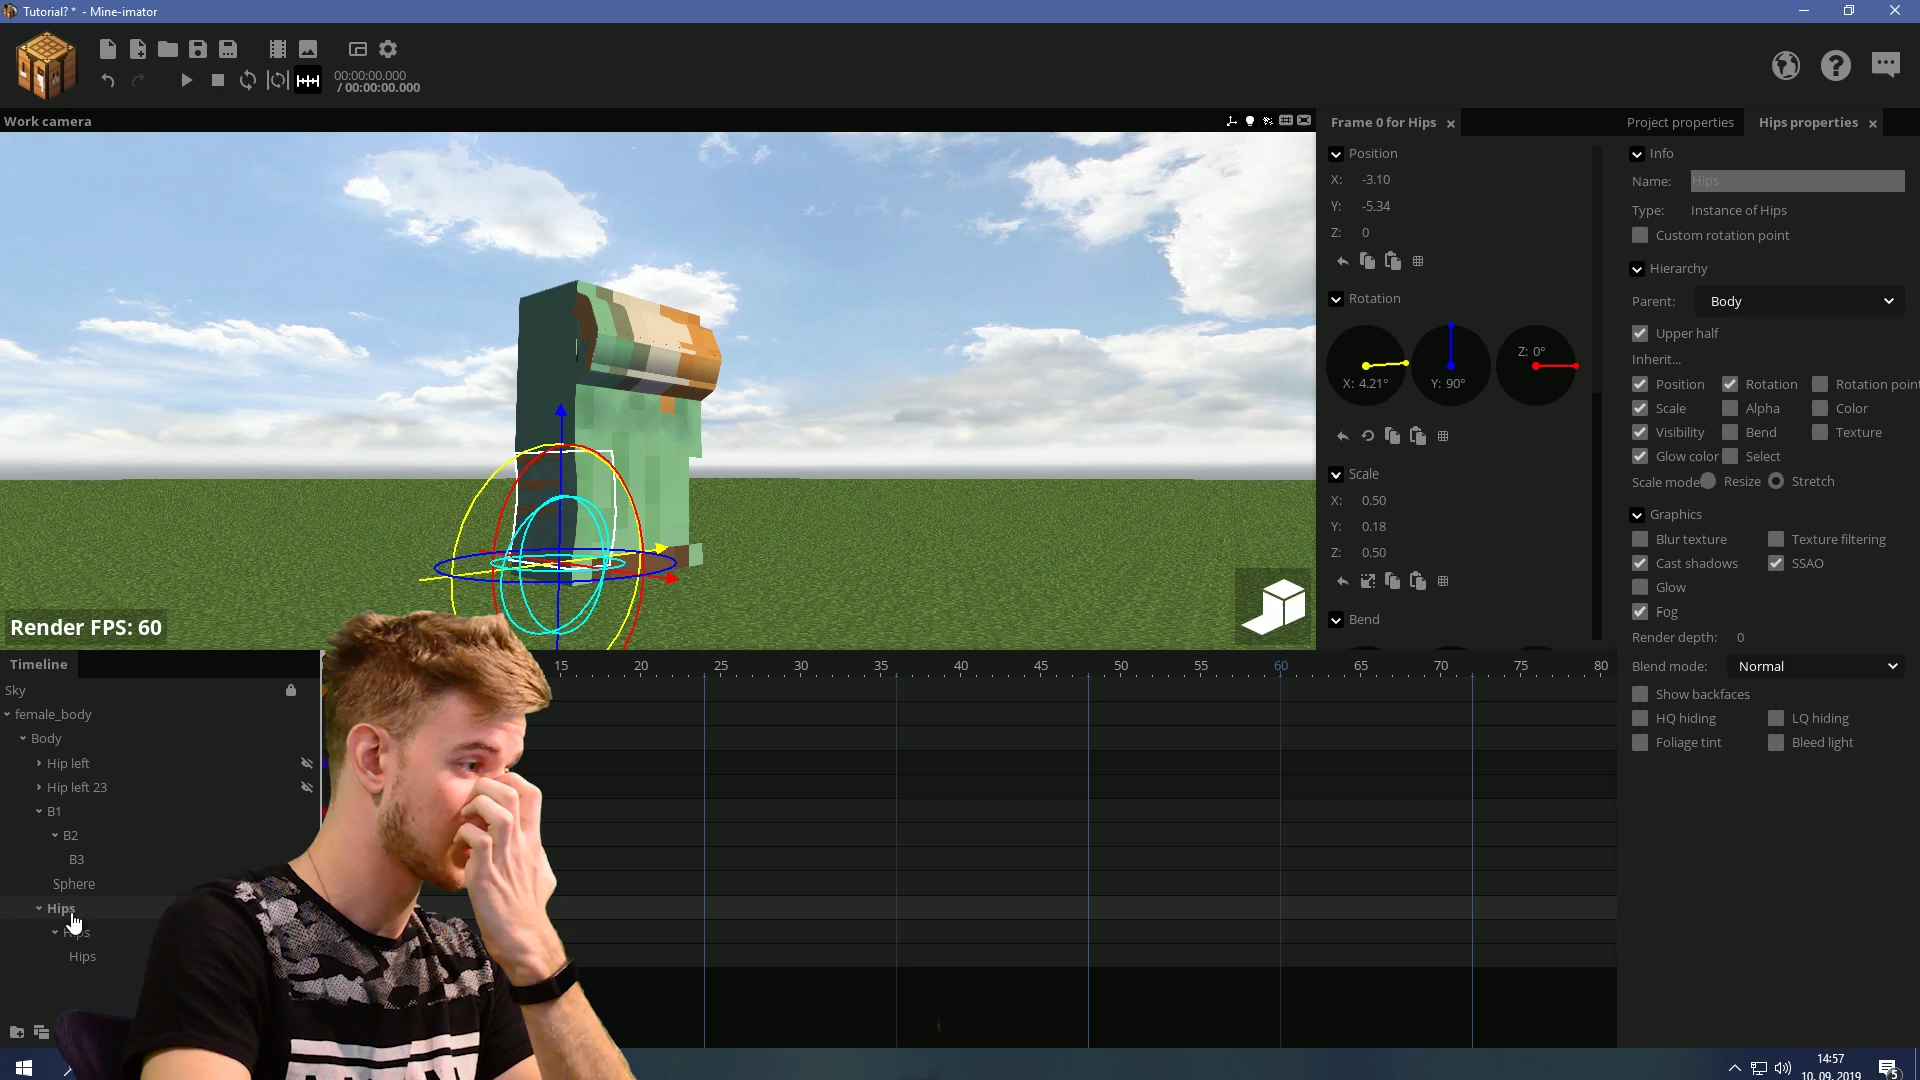 Tutorial? * - Mine-imator
00:00:00.000
/ 00:00:00.000
Work camera
Frame 0 for Hips
Project properties
Hips properties
Position
X: -3.10
Y: -5.34
Z: 0
Rotation
X: 4.21°
Y: 90°
Z: 0°
Scale
X: 0.50
Y: 0.18
Z: 0.50
Bend
Info
Name: Hips
Type: Instance of Hips
Custom rotation point
Hierarchy
Parent: Body
Upper half
Inherit...
Position Rotation Rotation point
Scale Alpha Color
Visibility Bend Texture
Glow color Select
Scale mode Resize Stretch
Graphics
Blur texture Texture filtering
Cast shadows SSAO
Glow
Fog
Render depth: 0
Blend mode: Normal
Show backfaces
HQ hiding LQ hiding
Foliage tint Bleed light
Render FPS: 60
Timeline
15 20 25 30 35 40 45 50 55 60 65 70 75 80
Sky
female_body
Body
Hip left
Hip left 23
B1
B2
B3
Sphere
Hips
Hips
Hips
14:57
10. 09. 2019
5